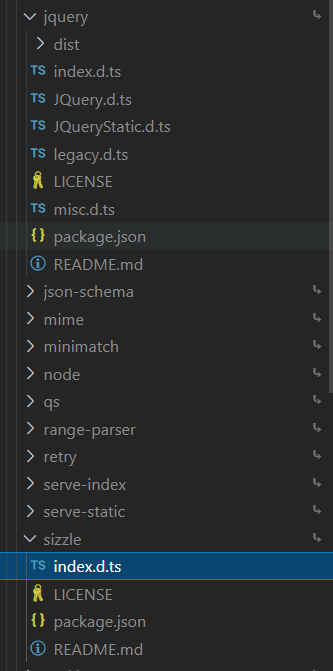 jquery
dist
TS index.d.ts
TS JQuery.d.ts
TS JQueryStatic.d.ts
TS legacy.d.ts
LICENSE
TS misc.d.ts
{} package.json
README.md
json-schema
mime
minimatch
node
qs
range-parser
retry
serve-index
serve-static
sizzle
TS index.d.ts
LICENSE
{} package.json
README.md